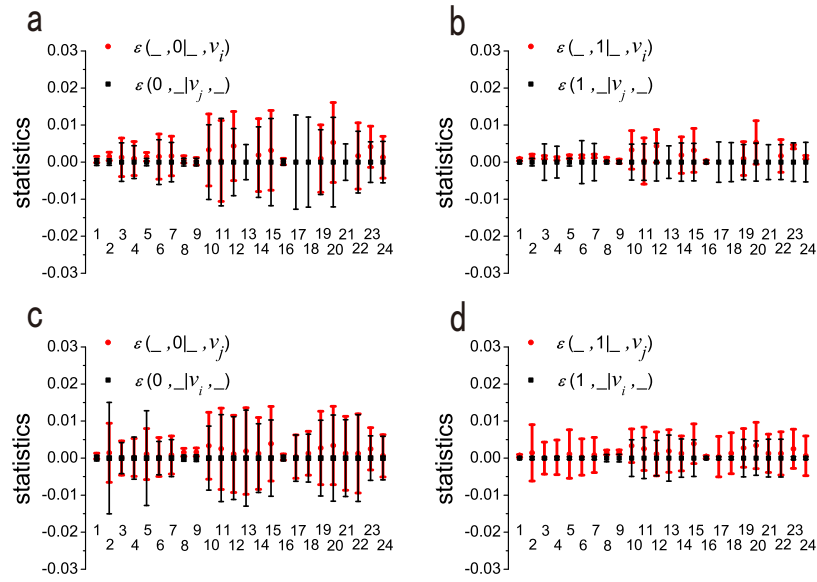 a
0.03
0.02
0.01
0.00
-0.01
-0.02
-0.03
statistics
ε(_ ,0|_ ,vi)
ε(0 ,_|vj ,_)
1 3 5 7 9 11 13 15 17 19 21 23
2 4 6 8 10 12 14 16 18 20 22 24
b
0.03
0.02
0.01
0.00
-0.01
-0.02
-0.03
statistics
ε(_ ,1|_ ,vi)
ε(1 ,_|vj ,_)
1 3 5 7 9 11 13 15 17 19 21 23
2 4 6 8 10 12 14 16 18 20 22 24
c
0.03
0.02
0.01
0.00
-0.01
-0.02
-0.03
statistics
ε(_ ,0|_ ,vj)
ε(0 ,_|vi ,_)
1 3 5 7 9 11 13 15 17 19 21 23
2 4 6 8 10 12 14 16 18 20 22 24
d
0.03
0.02
0.01
0.00
-0.01
-0.02
-0.03
statistics
ε(_ ,1|_ ,vj)
ε(1 ,_|vi ,_)
1 3 5 7 9 11 13 15 17 19 21 23
2 4 6 8 10 12 14 16 18 20 22 24